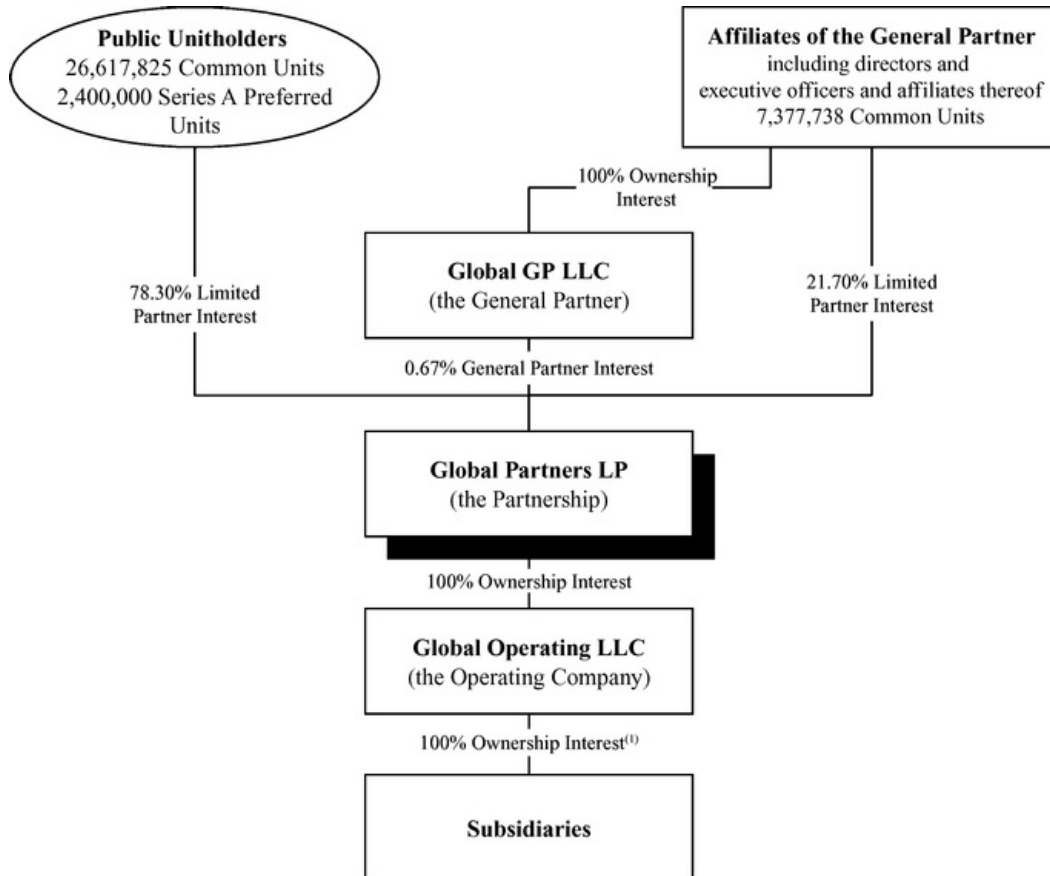 Public Unitholders
26,617,825 Common Units
2,400,000 Series A Preferred
Units
Affiliates of the General Partner
including directors and
executive officers and affiliates thereof
7,377,738 Common Units
100% Ownership
Interest
Global GP LLC
(the General Partner)
78.30% Limited
Partner Interest
21.70% Limited
Partner Interest
0.67% General Partner Interest
Global Partners LP
(the Partnership)
100% Ownership Interest
Global Operating LLC
(the Operating Company)
100% Ownership Interest(1)
Subsidiaries